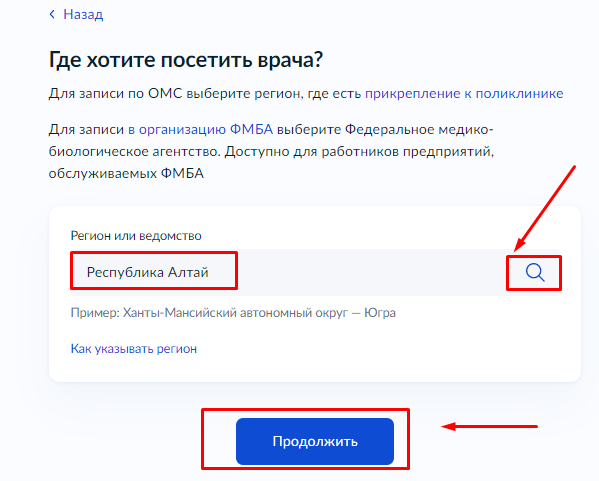 Назад
Где хотите посетить врача?
Для записи по ОМС выберите регион, где есть прикрепление к поликлинике
Для записи в организацию ФМБА выберите Федеральное медико-
биологическое агентство. Доступно для работников предприятий,
обслуживаемых ФМБА
Регион или ведомство
Республика Алтай
Пример: Ханты-Мансийский автономный округ — Югра
Как указывать регион
Продолжить